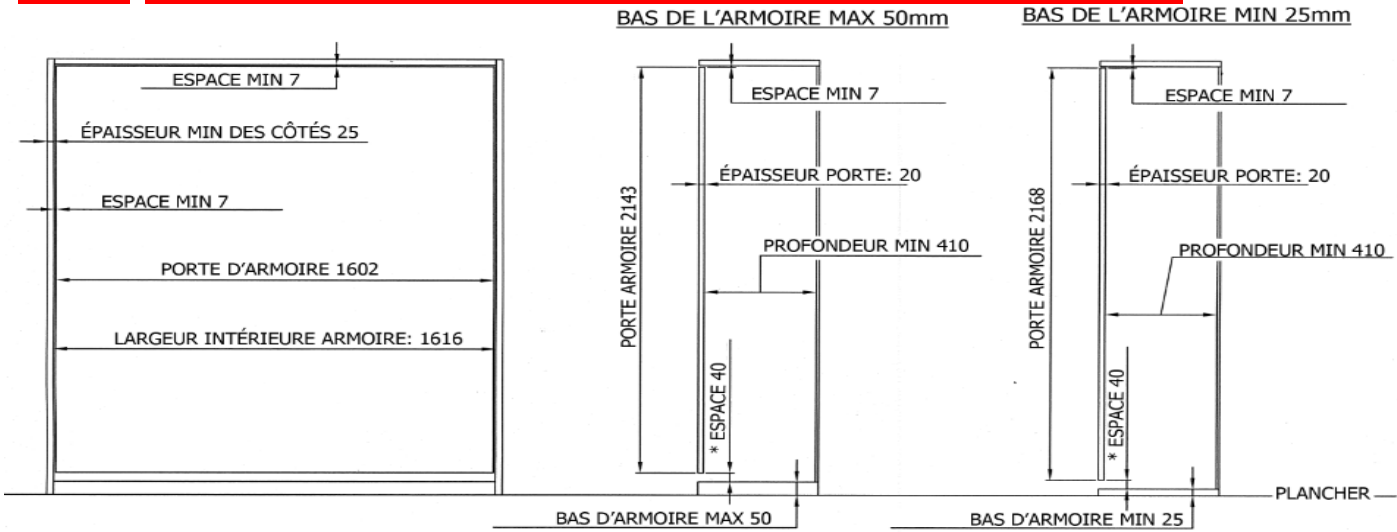 BAS DE L'ARMOIRE MAX 50mm
BAS DE L'ARMOIRE MIN 25mm
ESPACE MIN 7
ÉPAISSEUR MIN DES CÔTÉS 25
ESPACE MIN 7
PORTE D'ARMOIRE 1602
LARGEUR INTÉRIEURE ARMOIRE: 1616
ESPACE MIN 7
ÉPAISSEUR PORTE: 20
PORTE ARMOIRE 2143
PROFONDEUR MIN 410
* ESPACE 40
BAS D'ARMOIRE MAX 50
ESPACE MIN 7
ÉPAISSEUR PORTE: 20
PORTE ARMOIRE 2168
PROFONDEUR MIN 410
* ESPACE 40
PLANCHER
BAS D'ARMOIRE MIN 25